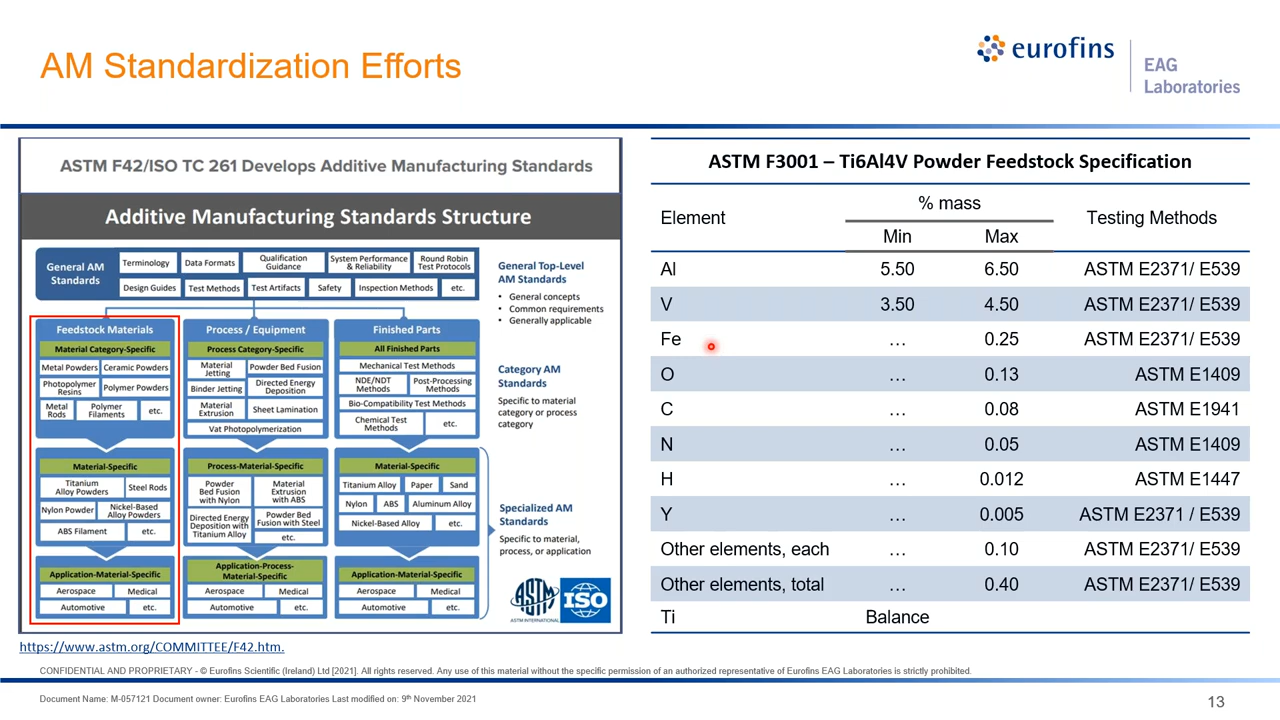 AM Standardization Efforts
eurofins
EAG
Laboratories
ASTM F42/ISO TC 261 Develops Additive Manufacturing Standards
Additive Manufacturing Standards Structure
General AM
Standards
Terminology
Data Formats
Qualification
Guidance
System Performance
& Reliability
Round Robin
Test Protocols
Design Guides
Test Methods
Test Artifacts
Safety
Inspection Methods
etc.
General Top-Level
AM Standards
• General concepts
• Common requirements
• Generally applicable
Feedstock Materials
Material Category-Specific
Metal Powders
Ceramic Powders
Photopolymer
Resins
Polymer Powders
Metal
Rods
Polymer
Filaments
etc.
Process / Equipment
Process Category-Specific
Material
Jetting
Powder Bed Fusion
Binder Jetting
Directed Energy
Deposition
Material
Extrusion
Sheet Lamination
Vat Photopolymerization
Finished Parts
All Finished Parts
Mechanical Test Methods
NDE/NDT
Methods
Post-Processing
Methods
Bio-Compatibility Test Methods
Chemical Test
Methods
etc.
Category AM
Standards
Specific to material
category or process
category
Material-Specific
Titanium
Alloy Powders
Steel Rods
Nylon Powder
Nickel-Based
Alloy Powders
ABS Filament
etc.
Process-Material-Specific
Powder
Bed Fusion
with Nylon
Material
Extrusion
with ABS
Directed Energy
Deposition with
Titanium Alloy
Powder Bed
Fusion with Steel
etc.
Material-Specific
Titanium Alloy
Paper
Sand
Nylon
ABS
Aluminum Alloy
Nickel-Based Alloy
etc.
Specialized AM
Standards
Specific to material,
process, or application
Application-Material-Specific
Aerospace
Medical
Automotive
etc.
Application-Process-
Material-Specific
Aerospace
Medical
Automotive
etc.
Application-Material-Specific
Aerospace
Medical
Automotive
etc.
ASTM
ASTM INTERNATIONAL
ISO
https://www.astm.org/COMMITTEE/F42.htm.
ASTM F3001 – Ti6Al4V Powder Feedstock Specification
Element % mass Testing Methods
Min Max
Al 5.50 6.50 ASTM E2371/ E539
V 3.50 4.50 ASTM E2371/ E539
Fe … 0.25 ASTM E2371/ E539
O … 0.13 ASTM E1409
C … 0.08 ASTM E1941
N … 0.05 ASTM E1409
H … 0.012 ASTM E1447
Y … 0.005 ASTM E2371 / E539
Other elements, each … 0.10 ASTM E2371/ E539
Other elements, total … 0.40 ASTM E2371/ E539
Ti Balance
CONFIDENTIAL AND PROPRIETARY - © Eurofins Scientific (Ireland) Ltd [2021]. All rights reserved. Any use of this material without the specific permission of an authorized representative of Eurofins EAG Laboratories is strictly prohibited.
Document Name: M-057121 Document owner: Eurofins EAG Laboratories Last modified on: 9th November 2021
13